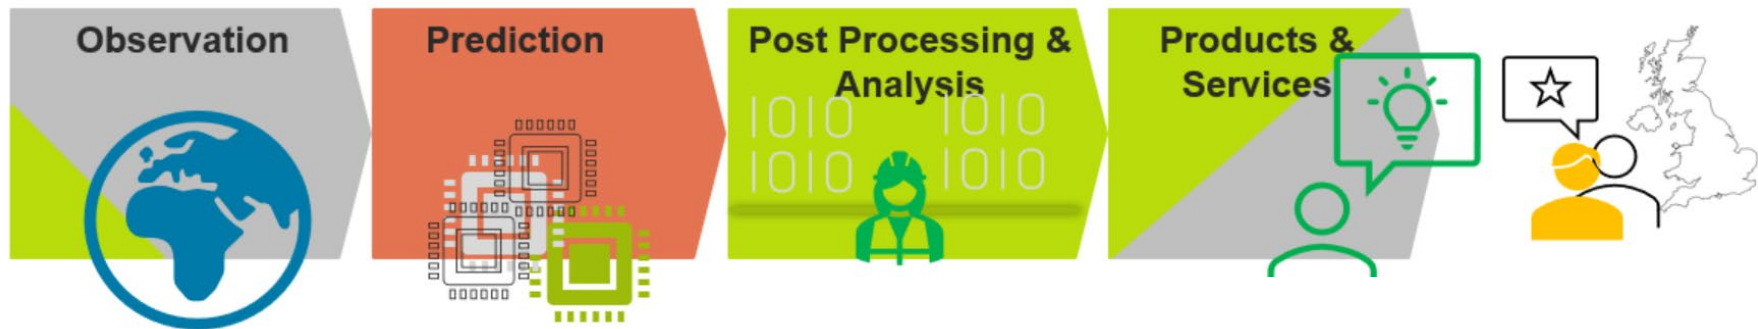 Observation
Prediction
Post Processing &
Analysis
1010 1010
1010 1010
Products &
Services